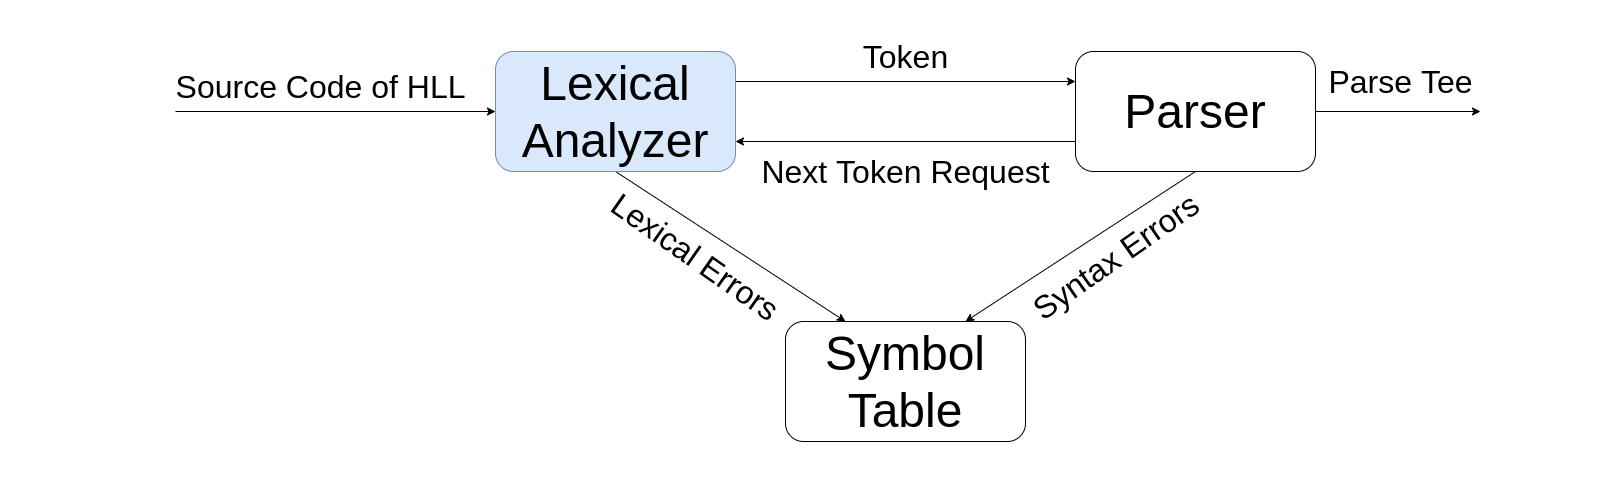 Source Code of HLL
Lexical
Analyzer
Token
Next Token Request
Parser
Parse Tee
Lexical Errors
Syntax Errors
Symbol
Table